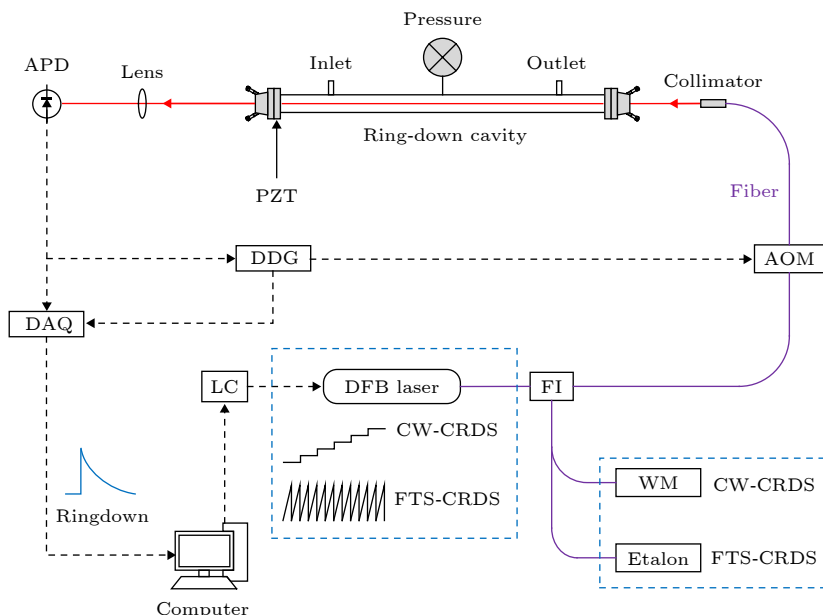 Pressure
APD
Lens
Inlet
Outlet
Collimator
Ring-down cavity
PZT
Fiber
DDG
AOM
DAQ
LC
DFB laser
FI
CW-CRDS
FTS-CRDS
WM
CW-CRDS
Ringdown
Etalon
FTS-CRDS
Computer